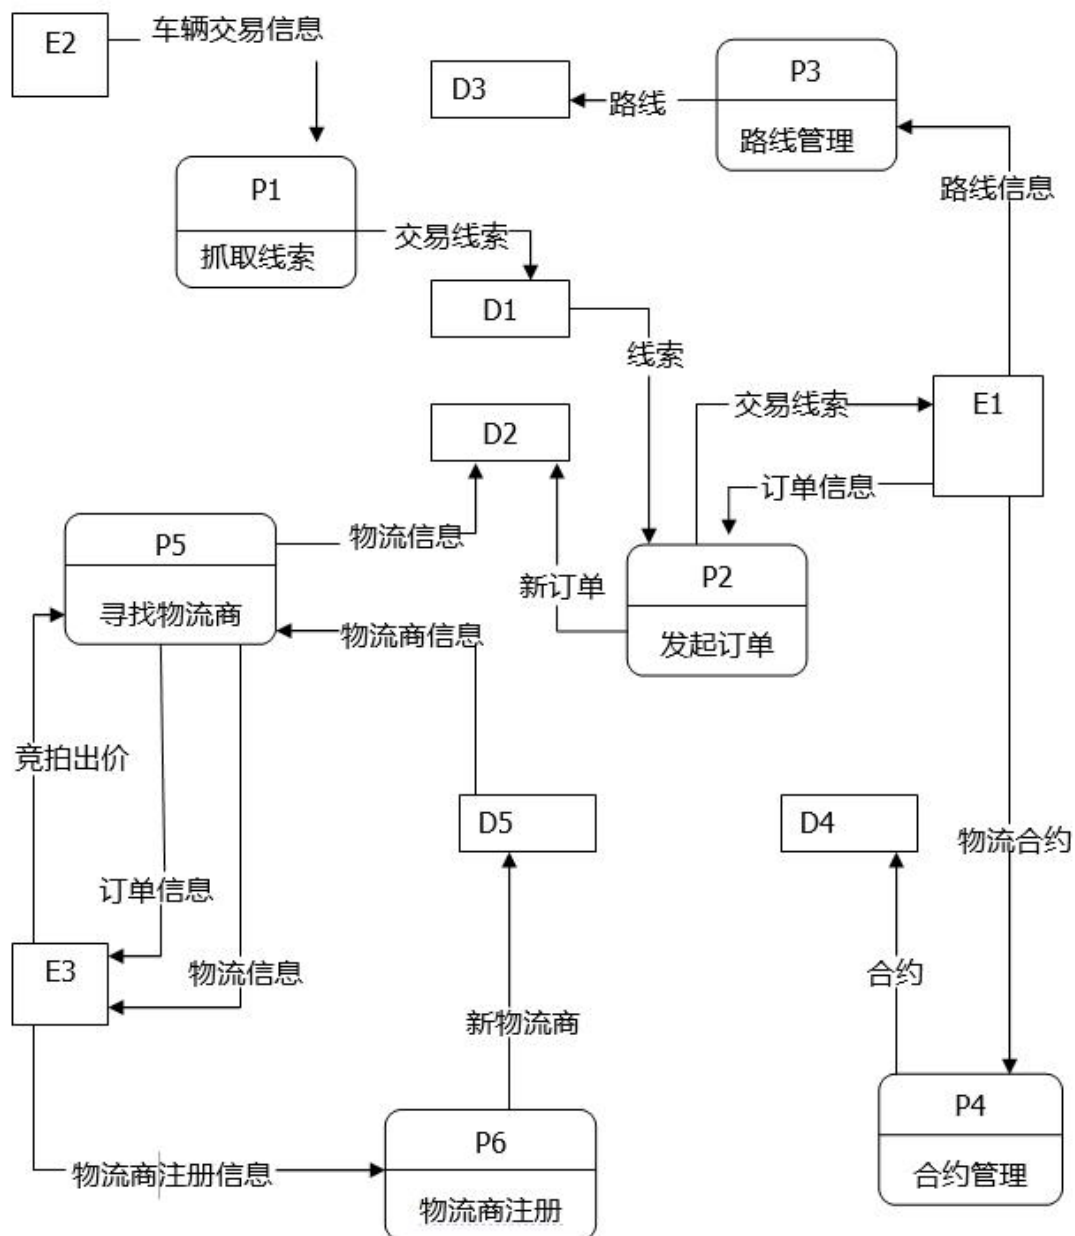 E2
车辆交易信息
D3
路线
P3
路线管理
P1
抓取线索
路线信息
交易线索
D1
线索
D2
交易线索
E1
订单信息
P5
寻找物流商
物流信息
新订单
P2
发起订单
物流商信息
竞拍出价
D5
D4
物流合约
订单信息
E3
物流信息
合约
新物流商
P4
合约管理
P6
物流商注册
物流商注册信息